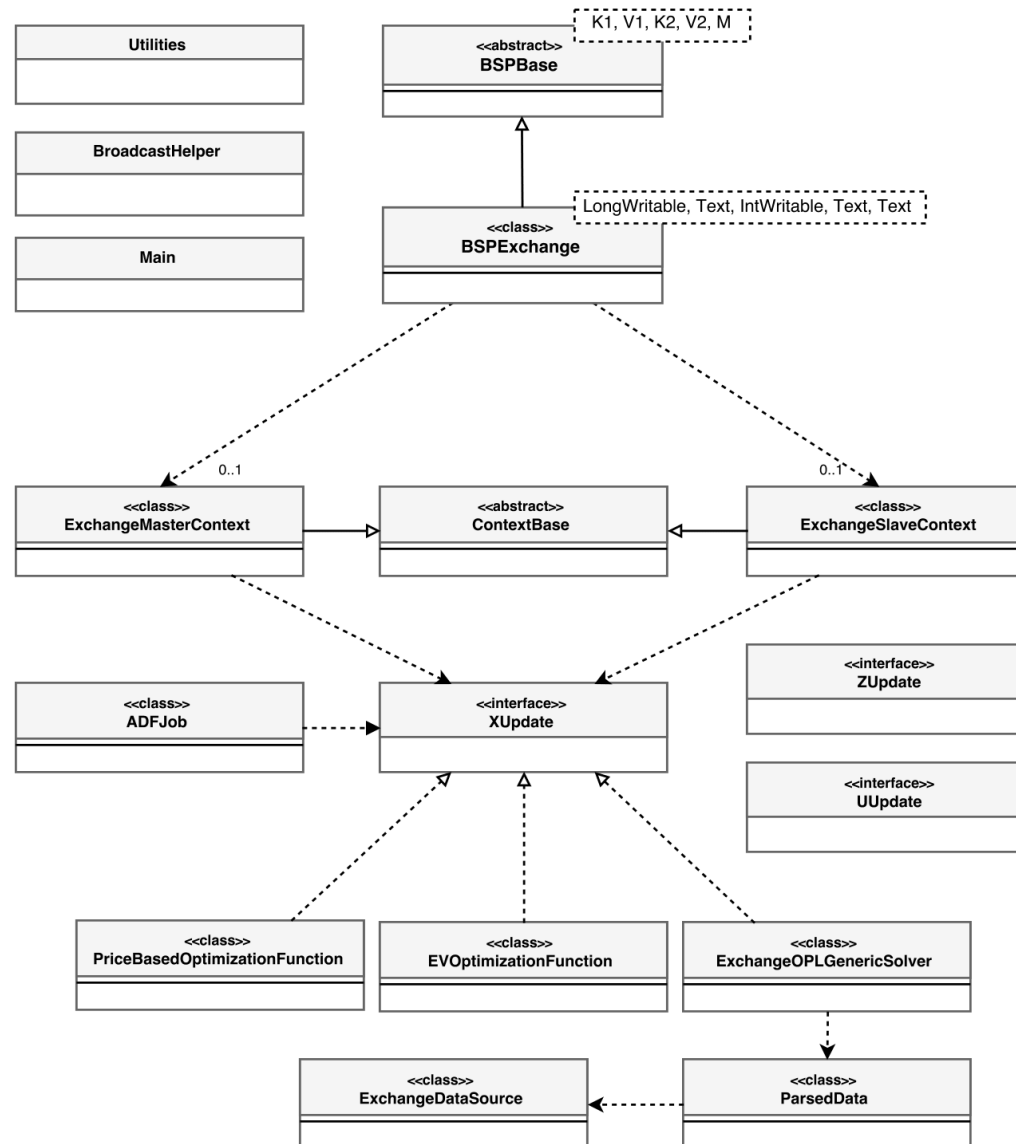 Utilities
K1, V1, K2, V2, M
<<abstract>>
BSPBase
BroadcastHelper
LongWritable, Text, IntWritable, Text, Text
<<class>>
BSPExchange
Main
0..1
0..1
<<class>>
ExchangeMasterContext
<<abstract>>
ContextBase
<<class>>
ExchangeSlaveContext
<<interface>>
ZUpdate
<<class>>
ADFJob
<<interface>>
XUpdate
<<interface>>
UUpdate
<<class>>
PriceBasedOptimizationFunction
<<class>>
EVOptimizationFunction
<<class>>
ExchangeOPLGenericSolver
<<class>>
ExchangeDataSource
<<class>>
ParsedData